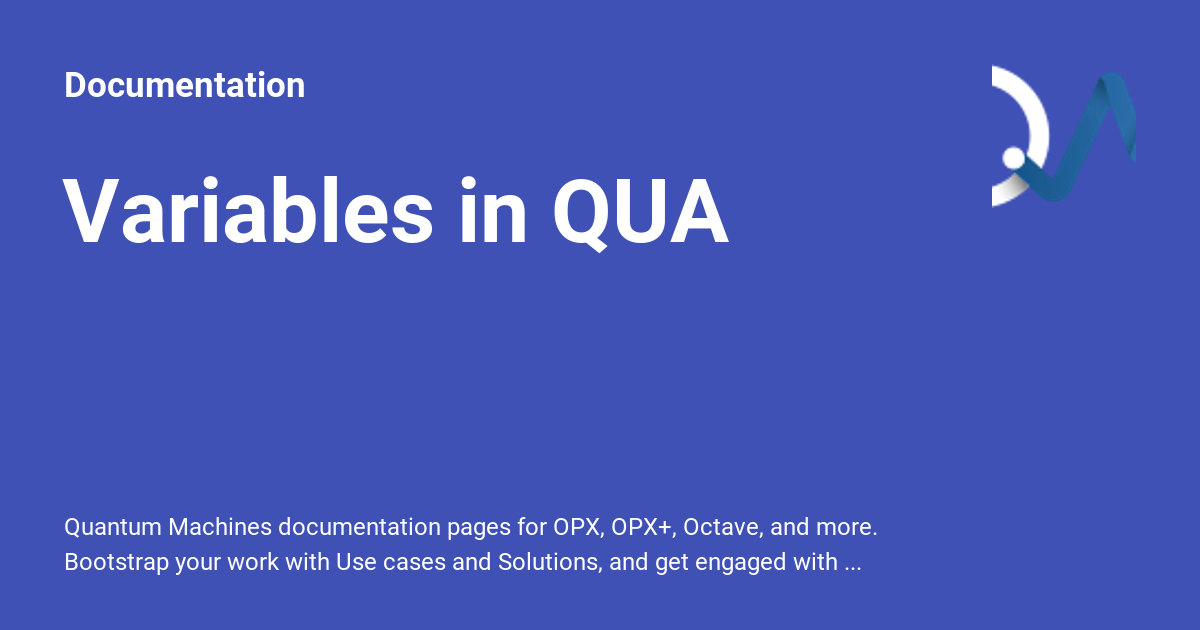 Documentation
Variables in QUA
Quantum Machines documentation pages for OPX, OPX+, Octave, and more.
Bootstrap your work with Use cases and Solutions, and get engaged with ...